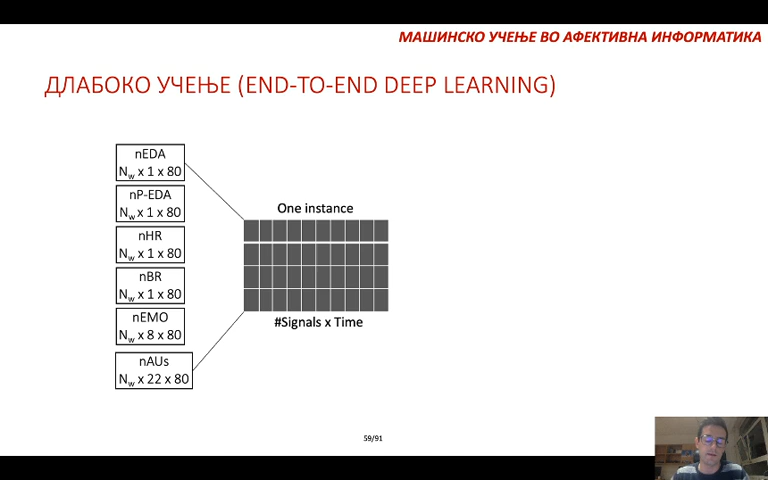 МАШИНСКО УЧЕЊЕ ВО АФЕКТИВНА ИНФОРМАТИКА
ДЛАБОКО УЧЕЊЕ (END-TO-END DEEP LEARNING)
nEDA
Nw x 1 x 80
nP-EDA
Nw x 1 x 80
nHR
Nw x 1 x 80
nBR
Nw x 1 x 80
nEMO
Nw x 8 x 80
nAUs
Nw x 22 x 80
One instance
#Signals x Time
59/91